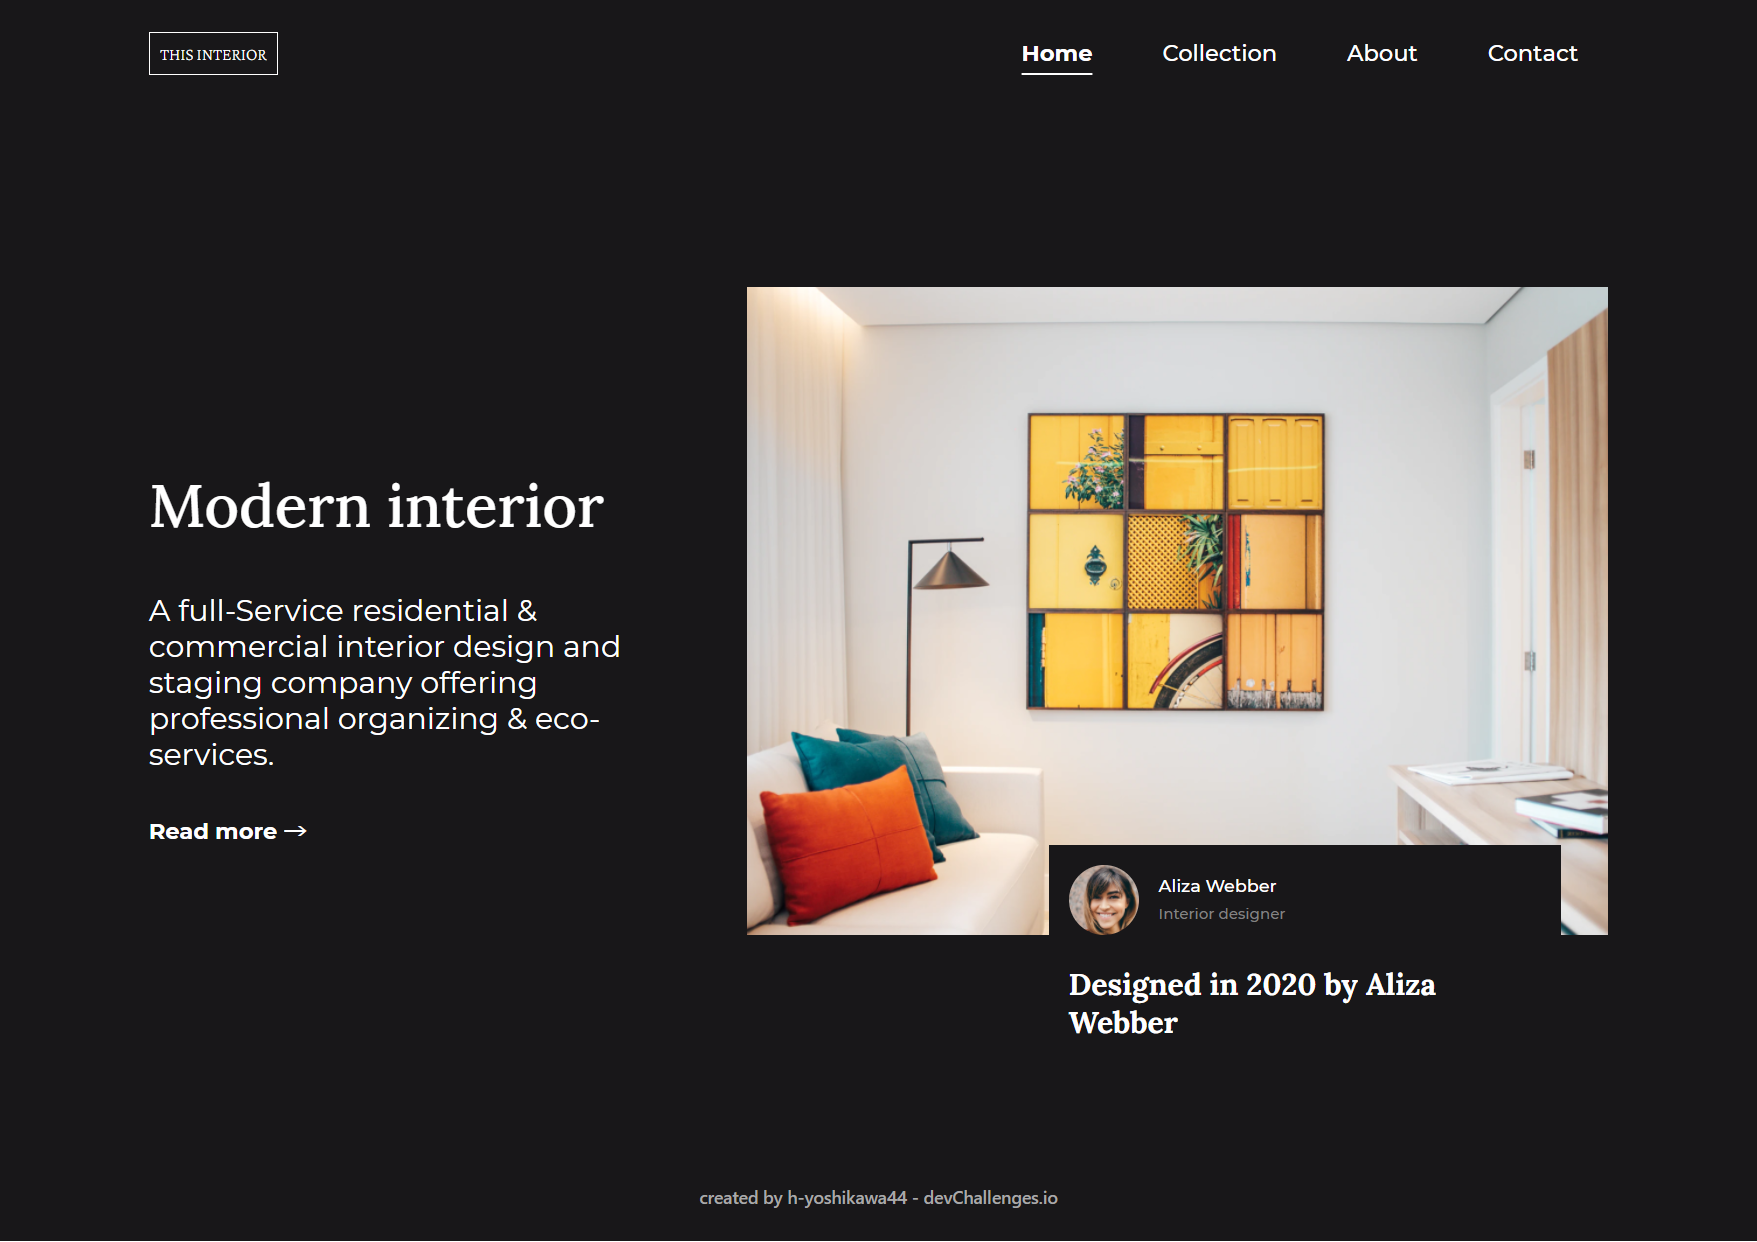 THIS INTERIOR
Home
Collection
About
Contact
Modern interior
A full-Service residential &
commercial interior design and
staging company offering
professional organizing & eco-
services.
Read more →
Aliza Webber
Interior designer
Designed in 2020 by Aliza
Webber
created by h-yoshikawa44 - devChallenges.io